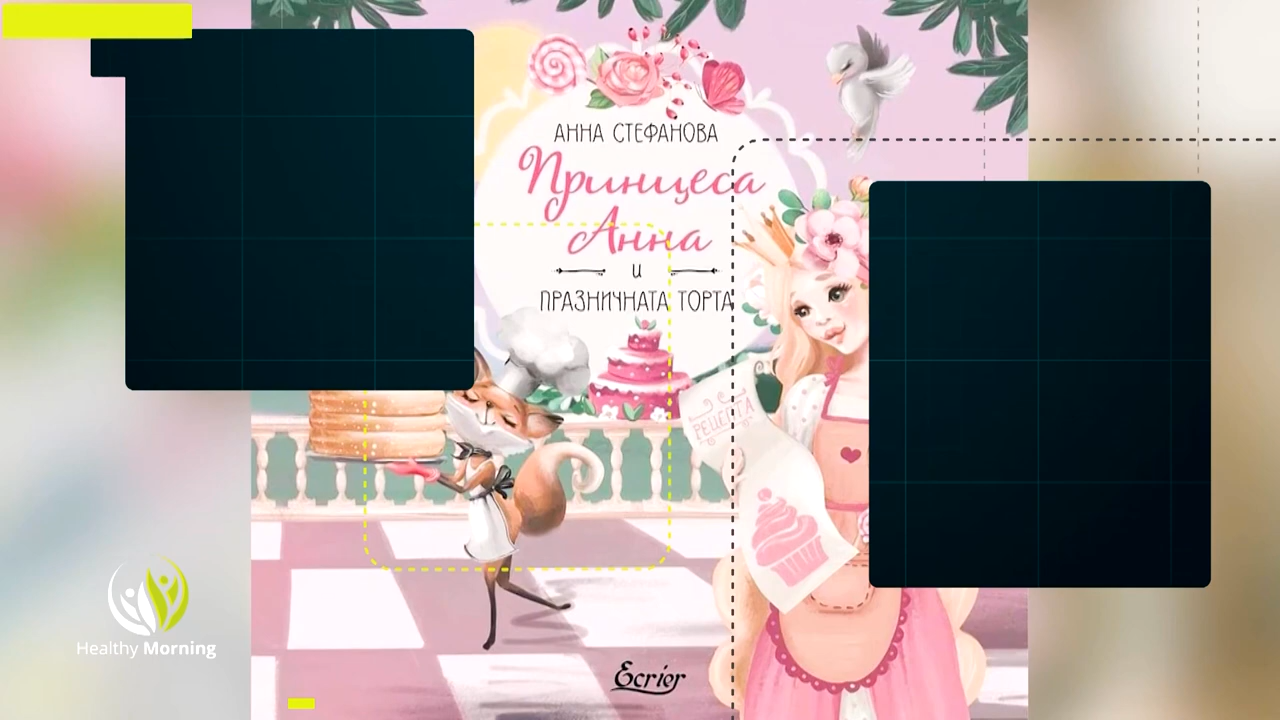 АННА СТЕФАНОВА
Принцеса
Анна
и
ПРАЗНИЧНАТА ТОРТА
РЕЦЕПТА
Ecrier
Healthy Morning